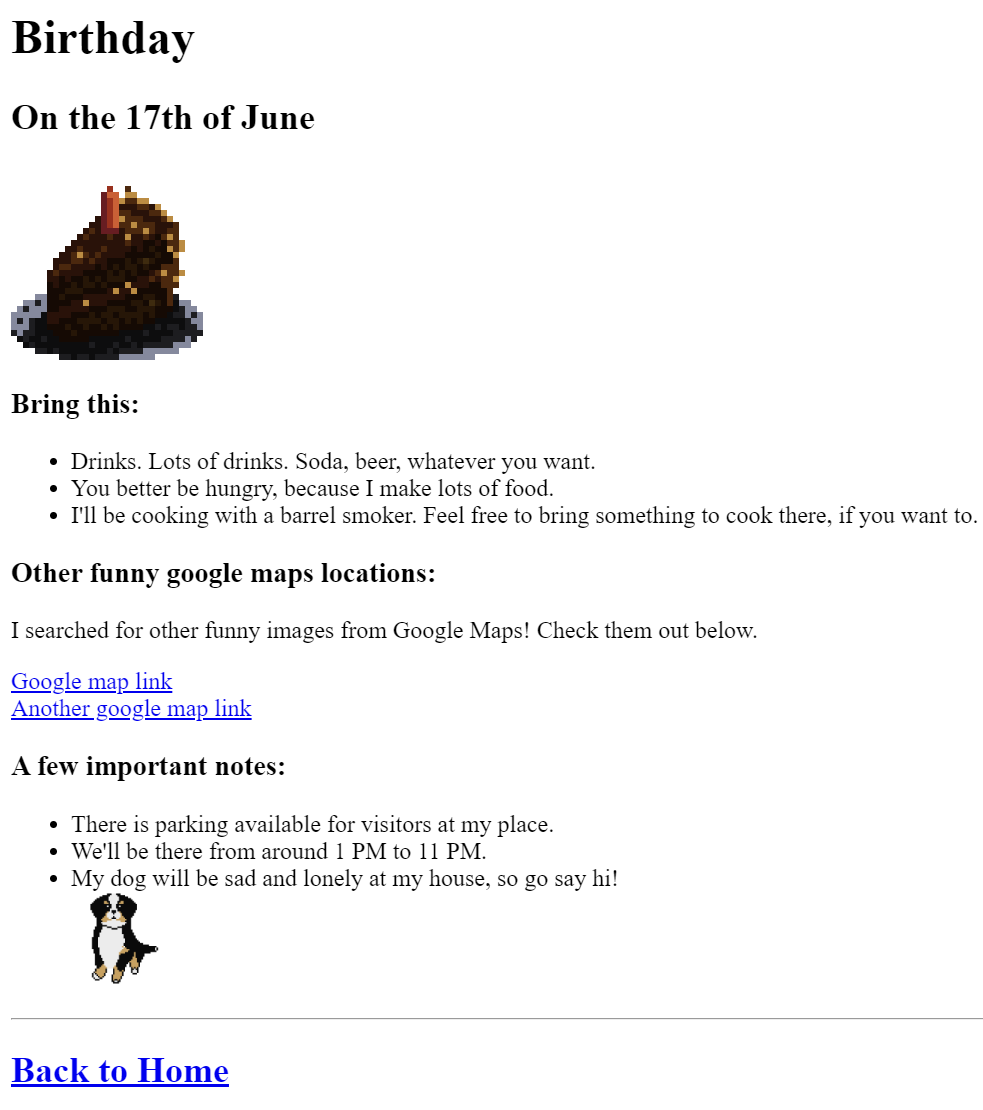 Birthday
On the 17th of June
Bring this:
Drinks. Lots of drinks. Soda, beer, whatever you want.
You better be hungry, because I make lots of food.
I'll be cooking with a barrel smoker. Feel free to bring something to cook there, if you want to.
Other funny google maps locations:
I searched for other funny images from Google Maps! Check them out below.
Google map link
Another google map link
A few important notes:
There is parking available for visitors at my place.
We'll be there from around 1 PM to 11 PM.
My dog will be sad and lonely at my house, so go say hi!
Back to Home